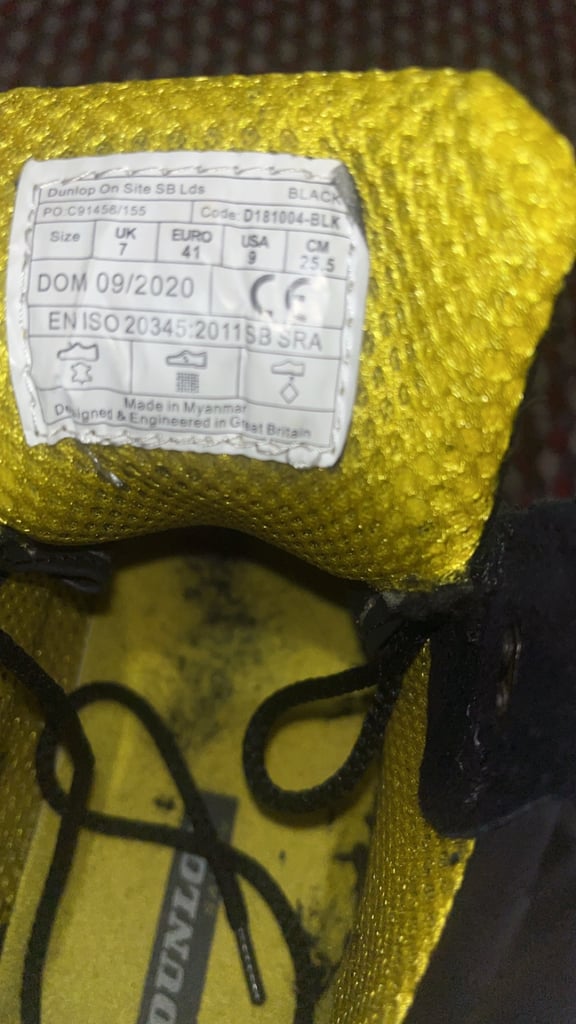 Dunlop On Site SB Lds BLACK
PO:C91456/155 Code: D181004-BLK
Size UK 7 EURO 41 USA 9 CM 25.5
DOM 09/2020 CE
EN ISO 20345:2011 SB SRA
Made in Myanmar
Designed & Engineered in Great Britain
DUNLO